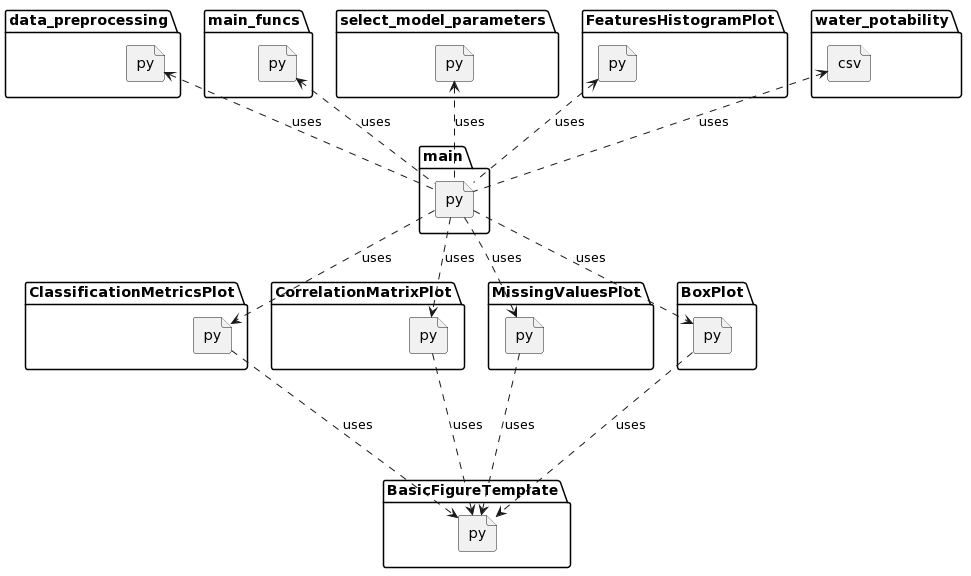 data_preprocessing
main_funcs
select_model_parameters
FeaturesHistogramPlot
water_potability
py
py
py
py
csv
uses
uses
uses
uses
uses
main
py
uses
uses
uses
uses
ClassificationMetricsPlot
CorrelationMatrixPlot
MissingValuesPlot
BoxPlot
py
py
py
py
uses
uses
uses
uses
BasicFigureTemplate
py